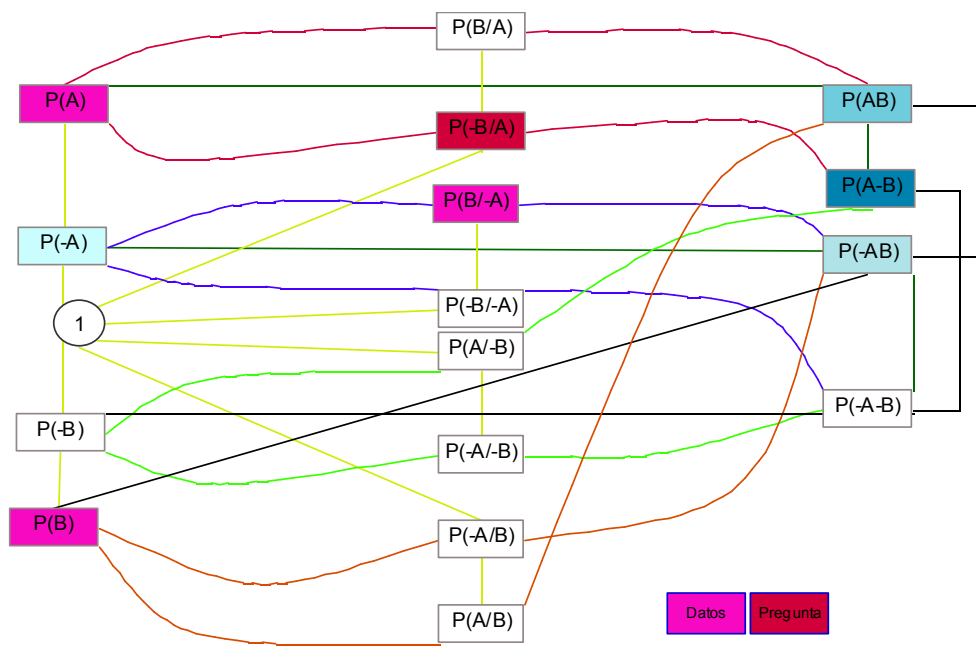 P(B/A)
P(A)
P(AB)
P(-B/A)
P(A-B)
P(B/-A)
P(-A)
P(-AB)
P(-B/-A)
1
P(A/-B)
P(-A-B)
P(-B)
P(-A/-B)
P(B)
P(-A/B)
P(A/B)
Datos
Pregunta